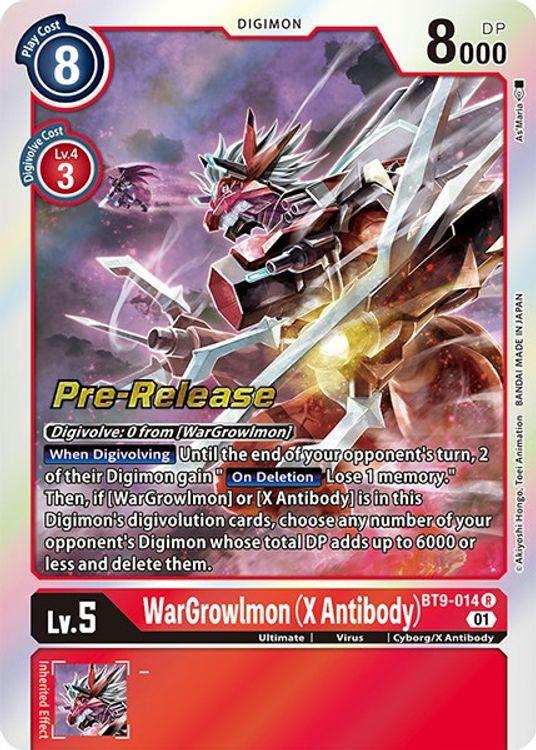 DIGIMON
Play Cost
8
DP
8000
Digivolve Cost
Lv.4
3
As'Maria
Pre-Release
Digivolve: 0 from [WarGrowlmon]
When Digivolving Until the end of your opponent's turn, 2
of their Digimon gain " On Deletion Lose 1 memory."
Then, if [WarGrowlmon] or [X Antibody] is in this
Digimon's digivolution cards, choose any number of your
opponent's Digimon whose total DP adds up to 6000 or
less and delete them.
©Akiyoshi Hongo, Toei Animation BANDAI MADE IN JAPAN
Lv.5
WarGrowlmon (X Antibody)
BT9-014 R
01
Ultimate | Virus | Cyborg/X Antibody
Inherited Effect
–